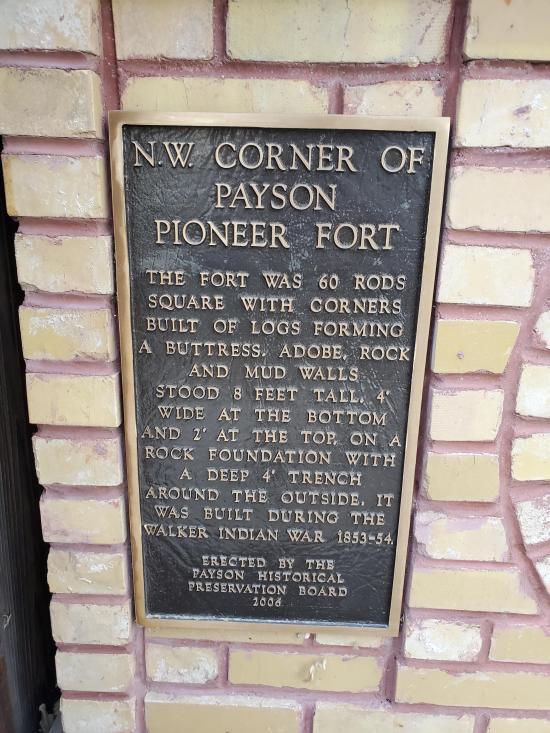 N.W. CORNER OF
PAYSON
PIONEER FORT
THE FORT WAS 60 RODS
SQUARE WITH CORNERS
BUILT OF LOGS FORMING
A BUTTRESS. ADOBE, ROCK
AND MUD WALLS
STOOD 8 FEET TALL, 4'
WIDE AT THE BOTTOM
AND 2' AT THE TOP, ON A
ROCK FOUNDATION WITH
A DEEP 4' TRENCH
AROUND THE OUTSIDE. IT
WAS BUILT DURING THE
WALKER INDIAN WAR 1853-54.
ERECTED BY THE
PAYSON HISTORICAL
PRESERVATION BOARD
2006